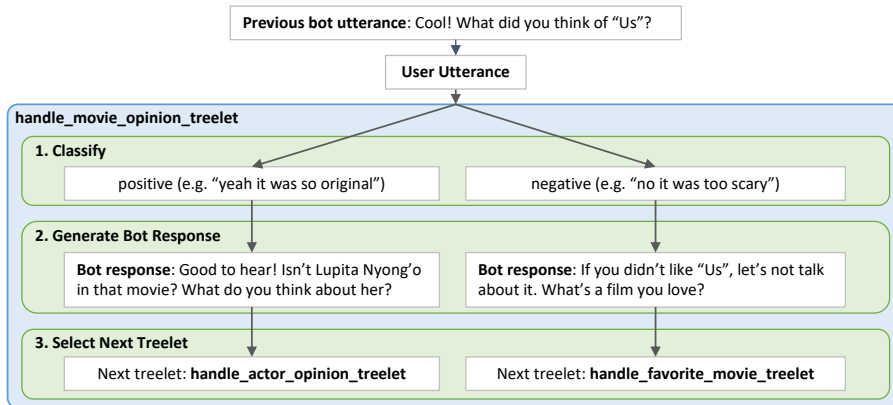 Previous bot utterance: Cool! What did you think of “Us”?
User Utterance
handle_movie_opinion_treelet
1. Classify
positive (e.g. “yeah it was so original”)
negative (e.g. “no it was too scary”)
2. Generate Bot Response
Bot response: Good to hear! Isn’t Lupita Nyong’o
in that movie? What do you think about her?
Bot response: If you didn’t like “Us”, let’s not talk
about it. What’s a film you love?
3. Select Next Treelet
Next treelet: handle_actor_opinion_treelet
Next treelet: handle_favorite_movie_treelet